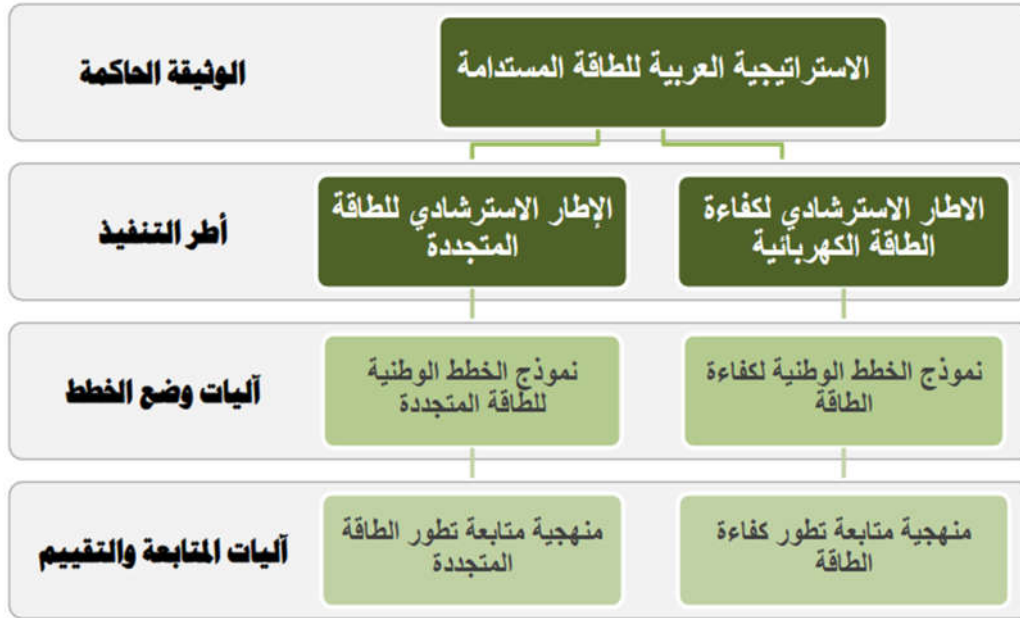 الوثيقة الحاكمة
الاستراتيجية العربية للطاقة المستدامة
أطر التنفيذ
الاطار الاسترشادي لكفاءة
الطاقة الكهربائية
الإطار الاسترشادي للطاقة
المتجددة
آليات وضع الخطط
نموذج الخطط الوطنية لكفاءة
الطاقة
نموذج الخطط الوطنية
للطاقة المتجددة
آليات المتابعة والتقييم
منهجية متابعة تطور كفاءة
الطاقة
منهجية متابعة تطور الطاقة
المتجددة